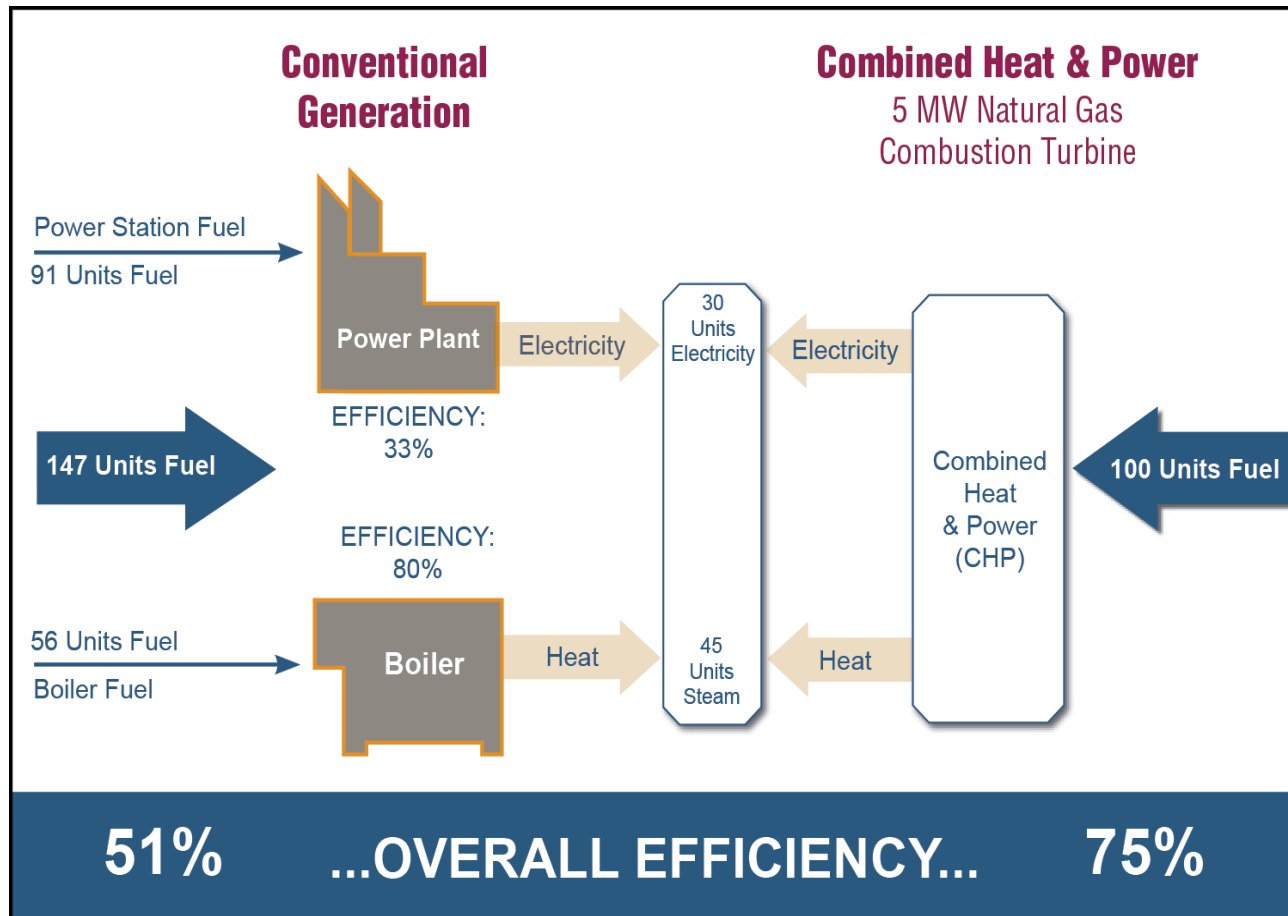 Conventional
Generation
Combined Heat & Power
5 MW Natural Gas
Combustion Turbine
Power Station Fuel
91 Units Fuel
Power Plant
Electricity
30
Units
Electricity
Electricity
EFFICIENCY:
33%
147 Units Fuel
Combined
Heat
& Power
(CHP)
100 Units Fuel
EFFICIENCY:
80%
56 Units Fuel
Boiler Fuel
Boiler
Heat
45
Units
Steam
Heat
51%
...OVERALL EFFICIENCY...
75%